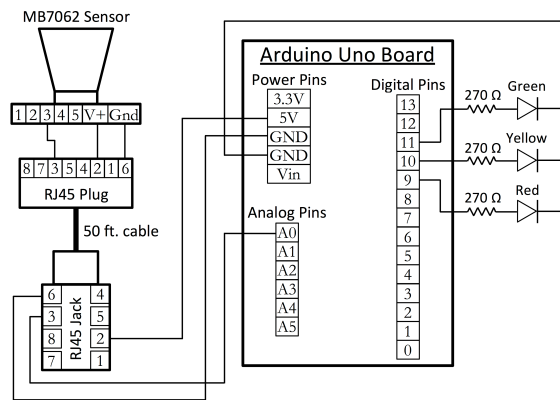 MB7062 Sensor
1 2 3 4 5 V+ Gnd
8 7 3 5 4 2 1 6
RJ45 Plug
50 ft. cable
RJ45 Jack
6 4
3 5
8 2
7 1
Arduino Uno Board
Power Pins
3.3V
5V
GND
GND
Vin
Analog Pins
A0
A1
A2
A3
A4
A5
Digital Pins
13
12
11
10
9
8
7
6
5
4
3
2
1
0
270 Ω Green
270 Ω Yellow
270 Ω Red